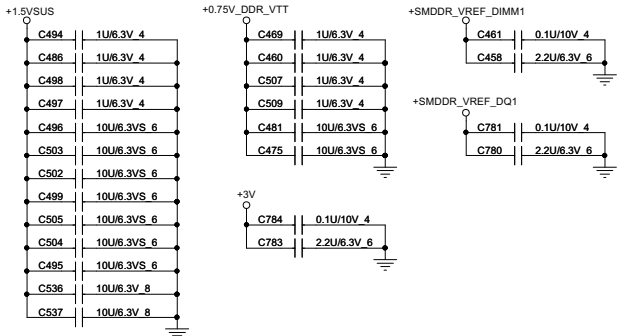 +1.5VSUS
C494 1U/6.3V_4
C486 1U/6.3V_4
C498 1U/6.3V_4
C497 1U/6.3V_4
C496 10U/6.3VS_6
C503 10U/6.3VS_6
C502 10U/6.3VS_6
C499 10U/6.3VS_6
C505 10U/6.3VS_6
C504 10U/6.3VS_6
C495 10U/6.3VS_6
C536 10U/6.3V_8
C537 10U/6.3V_8
+0.75V_DDR_VTT
C469 1U/6.3V_4
C460 1U/6.3V_4
C507 1U/6.3V_4
C509 1U/6.3V_4
C481 10U/6.3VS_6
C475 10U/6.3VS_6
+3V
C784 0.1U/10V_4
C783 2.2U/6.3V_6
+SMDDR_VREF_DIMM1
C461 0.1U/10V_4
C458 2.2U/6.3V_6
+SMDDR_VREF_DQ1
C781 0.1U/10V_4
C780 2.2U/6.3V_6